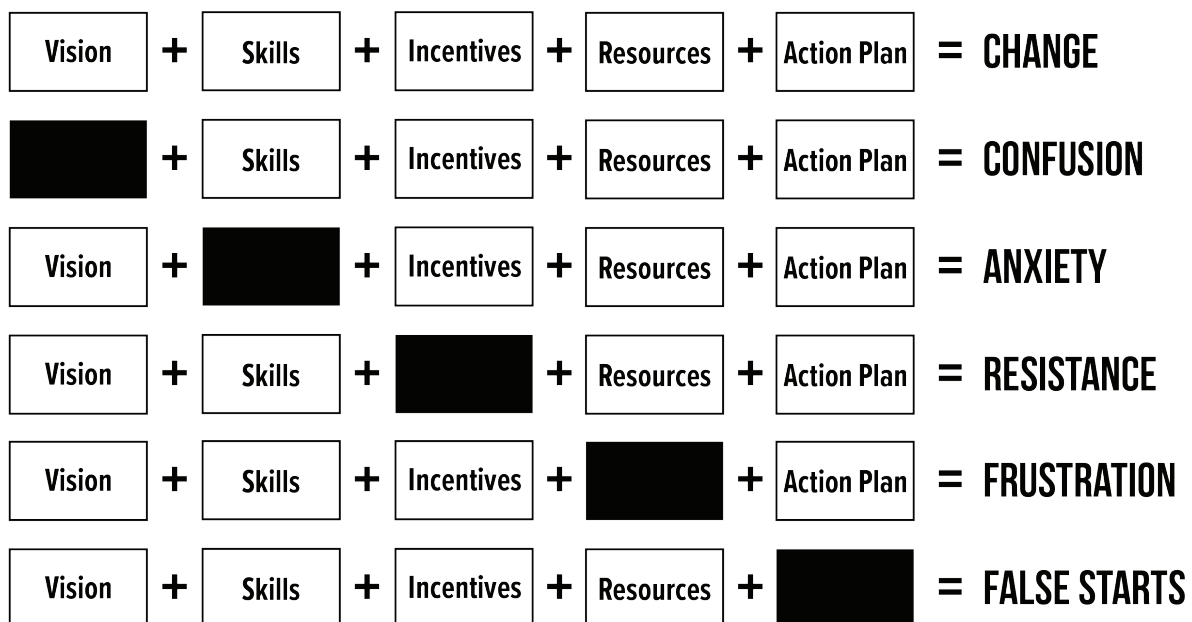 Vision + Skills + Incentives + Resources + Action Plan = CHANGE
+ Skills + Incentives + Resources + Action Plan = CONFUSION
Vision + + Incentives + Resources + Action Plan = ANXIETY
Vision + Skills + + Resources + Action Plan = RESISTANCE
Vision + Skills + Incentives + + Action Plan = FRUSTRATION
Vision + Skills + Incentives + Resources + = FALSE STARTS